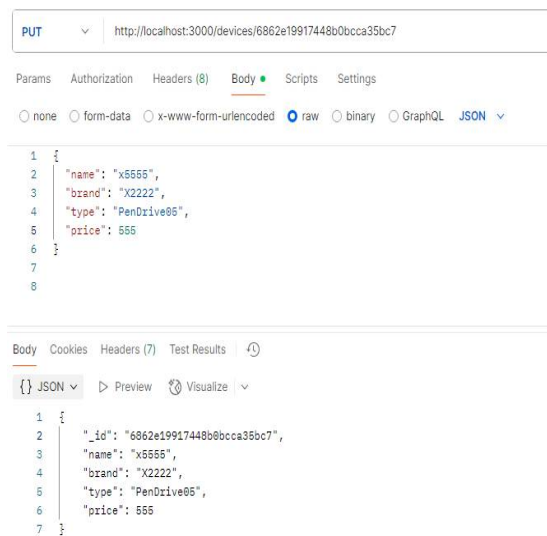 PUT http://localhost:3000/devices/6862e19917448b0bcca35bc7
Params Authorization Headers (8) Body Scripts Settings
none form-data x-www-form-urlencoded raw binary GraphQL JSON
1 {
2 "name": "x5555",
3 "brand": "X2222",
4 "type": "PenDrive05",
5 "price": 555
6 }
7
8
Body Cookies Headers (7) Test Results
{} JSON Preview Visualize
1 {
2 "_id": "6862e19917448b0bcca35bc7",
3 "name": "x5555",
4 "brand": "X2222",
5 "type": "PenDrive05",
6 "price": 555
7 }